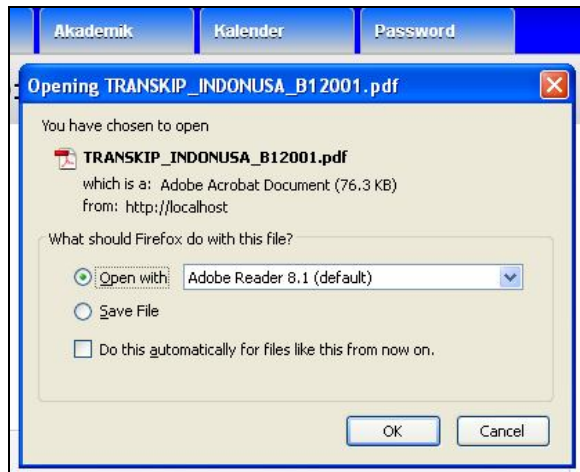 Akademik Kalender Password
Opening TRANSKIP_INDONUSA_B12001.pdf
You have chosen to open
TRANSKIP_INDONUSA_B12001.pdf
which is a: Adobe Acrobat Document (76.3 KB)
from: http://localhost
What should Firefox do with this file?
Open with Adobe Reader 8.1 (default)
Save File
Do this automatically for files like this from now on.
OK Cancel